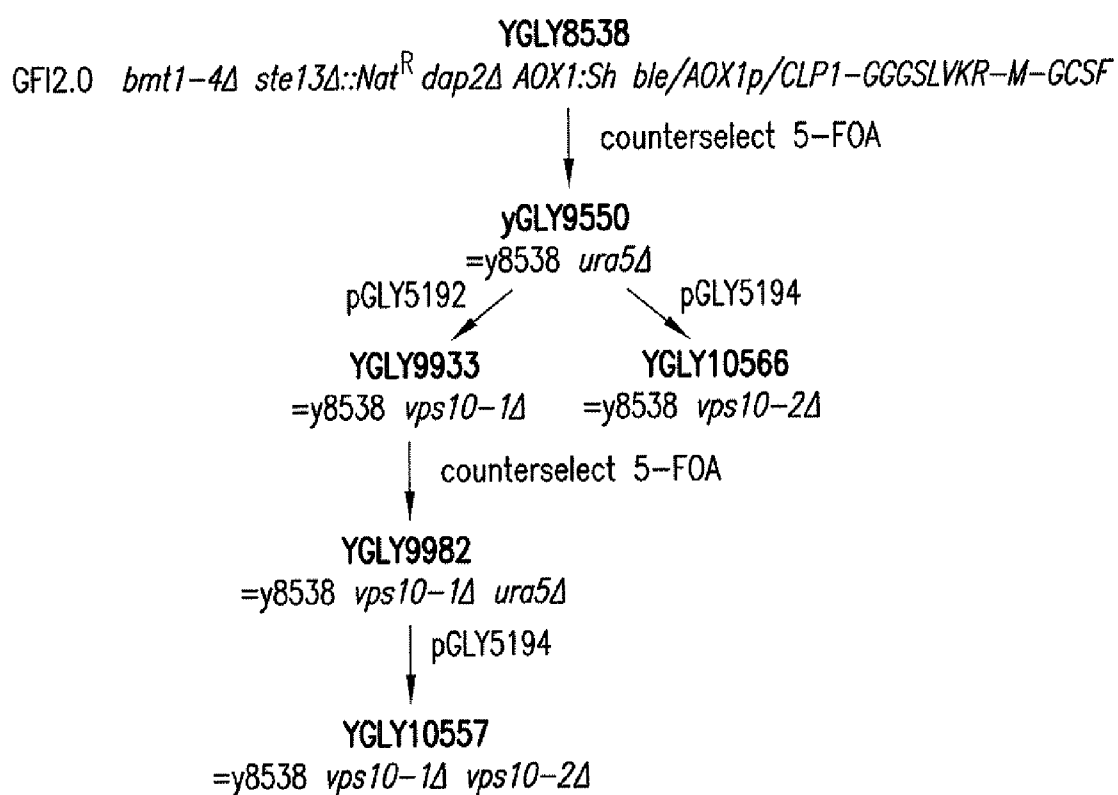 YGLY8538
GFI2.0 bmt1-4Δ ste13Δ::Natᴿ dap2Δ AOX1:Sh ble/AOX1p/CLP1-GGGSLVKR-M-GCSF
counterselect 5-FOA
yGLY9550
=y8538 ura5Δ
pGLY5192 pGLY5194
YGLY9933 YGLY10566
=y8538 vps10-1Δ =y8538 vps10-2Δ
counterselect 5-FOA
YGLY9982
=y8538 vps10-1Δ ura5Δ
pGLY5194
YGLY10557
=y8538 vps10-1Δ vps10-2Δ